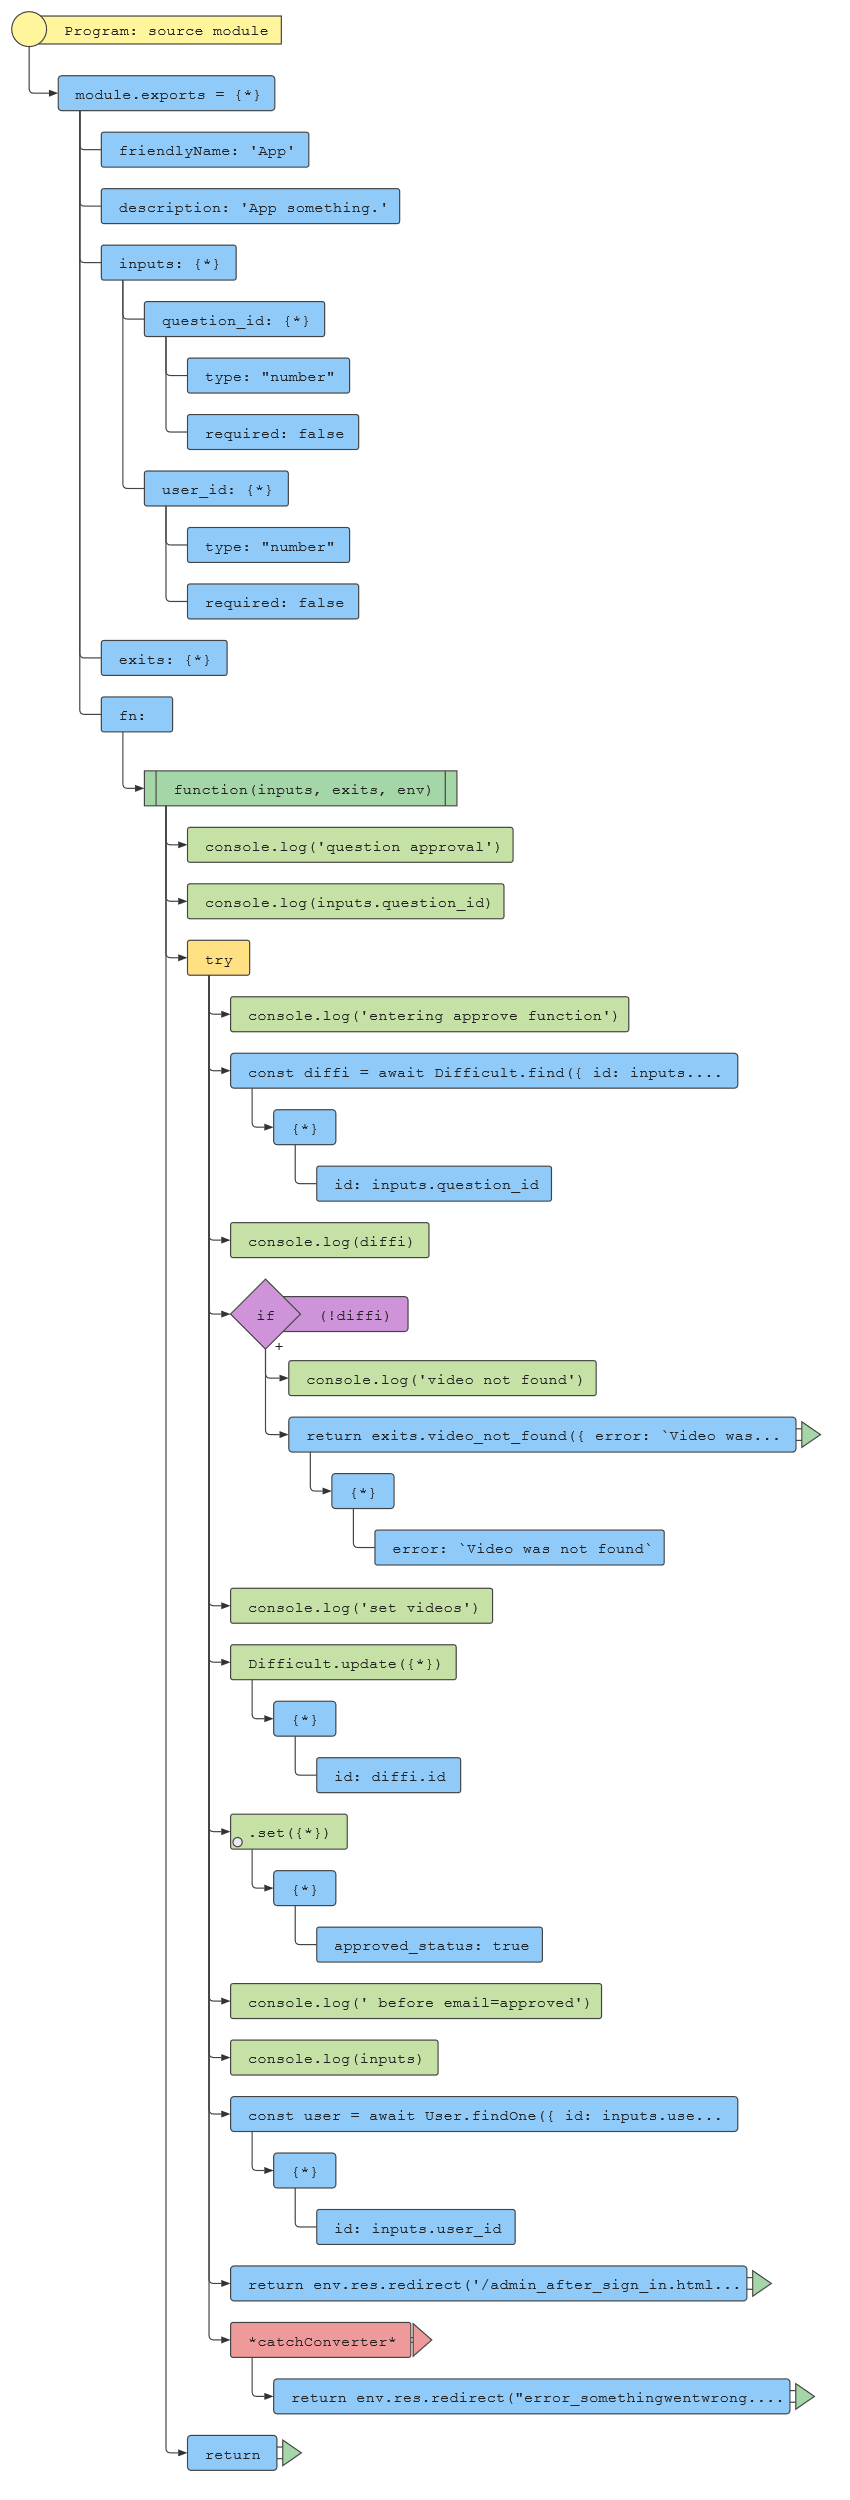 Program: source module
module.exports = {*}
friendlyName: 'App'
description: 'App something.'
inputs: {*}
question_id: {*}
type: "number"
required: false
user_id: {*}
type: "number"
required: false
exits: {*}
fn:
function(inputs, exits, env)
console.log('question approval')
console.log(inputs.question_id)
try
console.log('entering approve function')
const diffi = await Difficult.find({ id: inputs....
{*}
id: inputs.question_id
console.log(diffi)
if (!diffi)
+
console.log('video not found')
return exits.video_not_found({ error: `Video was...
{*}
error: `Video was not found`
console.log('set videos')
Difficult.update({*})
{*}
id: diffi.id
.set({*})
{*}
approved_status: true
console.log(' before email=approved')
console.log(inputs)
const user = await User.findOne({ id: inputs.use...
{*}
id: inputs.user_id
return env.res.redirect('/admin_after_sign_in.html...
*catchConverter*
return env.res.redirect("error_somethingwentwrong....
return